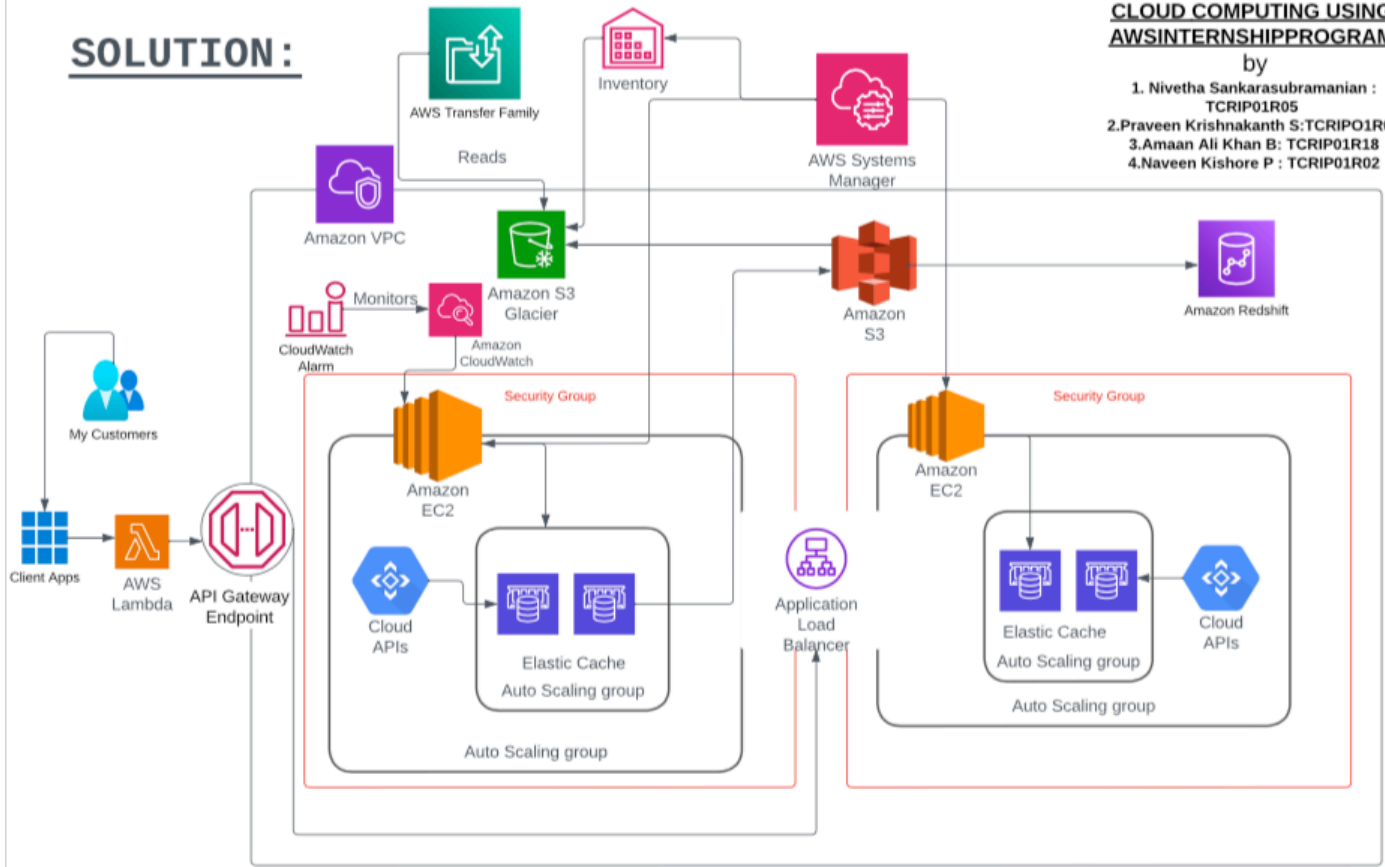 SOLUTION:
CLOUD COMPUTING USING
AWSINTERNSHIPPROGRAM
by
1. Nivetha Sankarasubramanian :
TCRIP01R05
2.Praveen Krishnakanth S:TCRIPO1R
3.Amaan Ali Khan B: TCRIP01R18
4.Naveen Kishore P : TCRIP01R02
AWS Transfer Family
Inventory
Reads
AWS Systems
Manager
Amazon VPC
Amazon S3
Glacier
Monitors
CloudWatch
Alarm
Amazon
CloudWatch
Amazon
S3
Amazon Redshift
My Customers
Client Apps
AWS
Lambda
API Gateway
Endpoint
Security Group
Amazon
EC2
Cloud
APIs
Elastic Cache
Auto Scaling group
Auto Scaling group
Application
Load
Balancer
Security Group
Amazon
EC2
Elastic Cache
Auto Scaling group
Cloud
APIs
Auto Scaling group